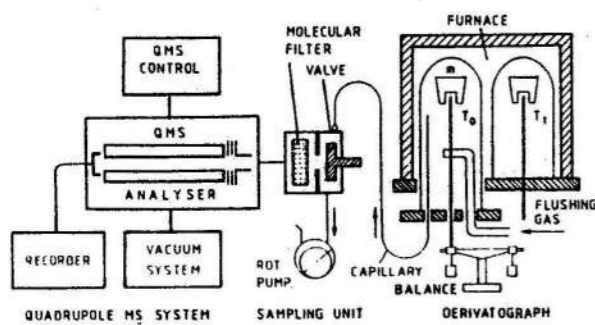 QMS
CONTROL
QMS
ANALYSER
RECORDER
VACUUM
SYSTEM
QUADRUPOLE MS SYSTEM
MOLECULAR
FILTER
VALVE
ROT
PUMP
CAPILLARY
SAMPLING UNIT
FURNACE
m
T0
T1
FLUSHING
GAS
BALANCE
DERIVATOGRAPH